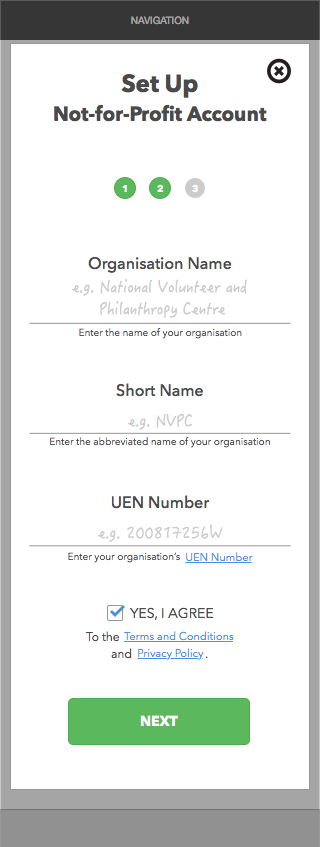 NAVIGATION
Set Up
Not-for-Profit Account
1 2 3
Organisation Name
e.g. National Volunteer and
Philanthropy Centre
Enter the name of your organisation
Short Name
e.g. NVPC
Enter the abbreviated name of your organisation
UEN Number
e.g. 200817256W
Enter your organisation's UEN Number
YES, I AGREE
To the Terms and Conditions
and Privacy Policy.
NEXT